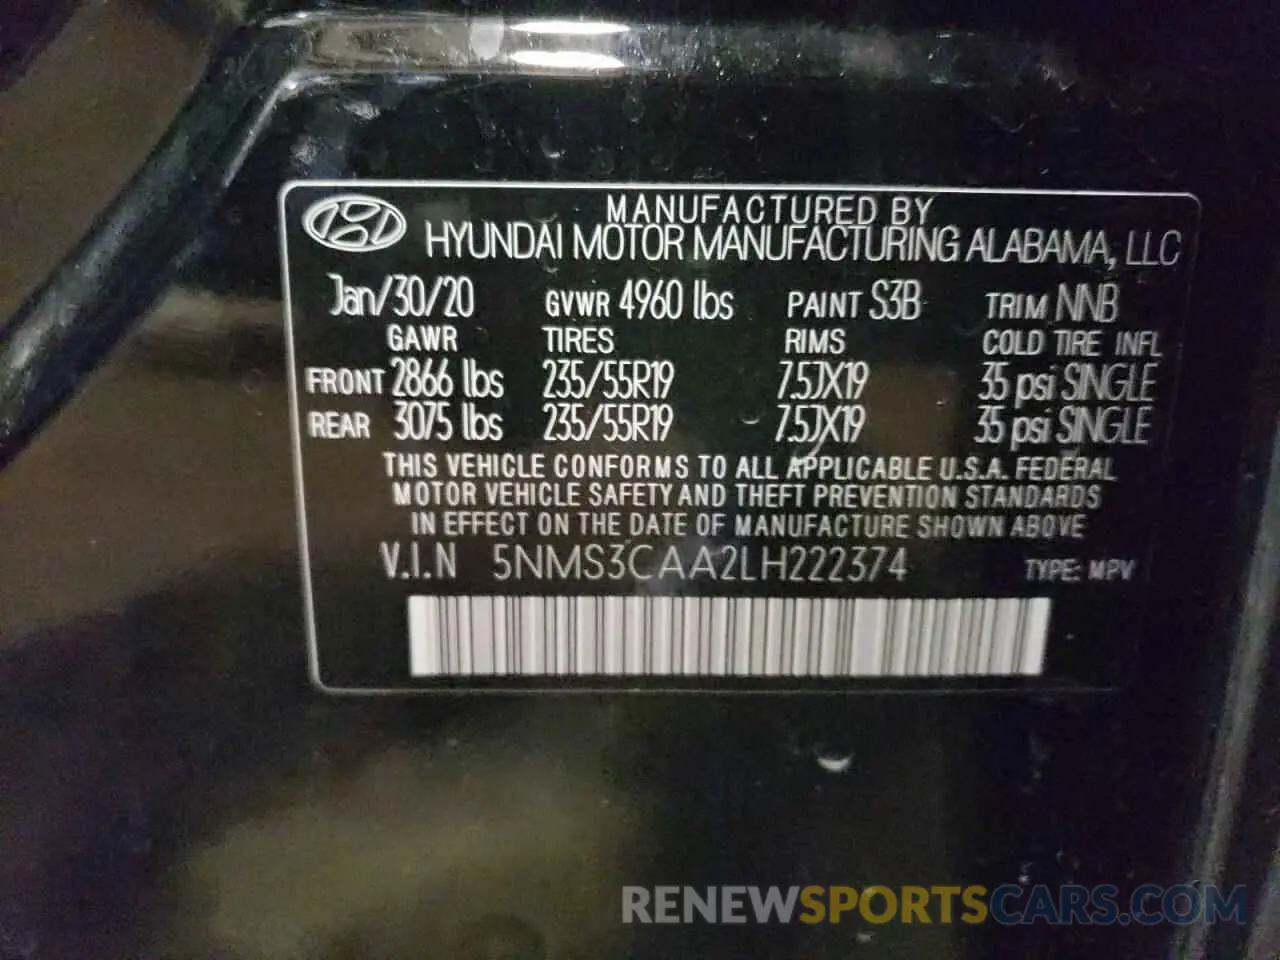 MANUFACTURED BY
HYUNDAI MOTOR MANUFACTURING ALABAMA, LLC
Jan/30/20 GVWR 4960 lbs PAINT S3B TRIM NNB
GAWR TIRES RIMS COLD TIRE INFL
FRONT 2866 lbs 235/55R19 7.5JX19 35 psi SINGLE
REAR 3075 lbs 235/55R19 7.5JX19 35 psi SINGLE
THIS VEHICLE CONFORMS TO ALL APPLICABLE U.S.A. FEDERAL
MOTOR VEHICLE SAFETY AND THEFT PREVENTION STANDARDS
IN EFFECT ON THE DATE OF MANUFACTURE SHOWN ABOVE
V.I.N 5NMS3CAA2LH222374 TYPE: MPV
RENEWSPORTSCARS.COM